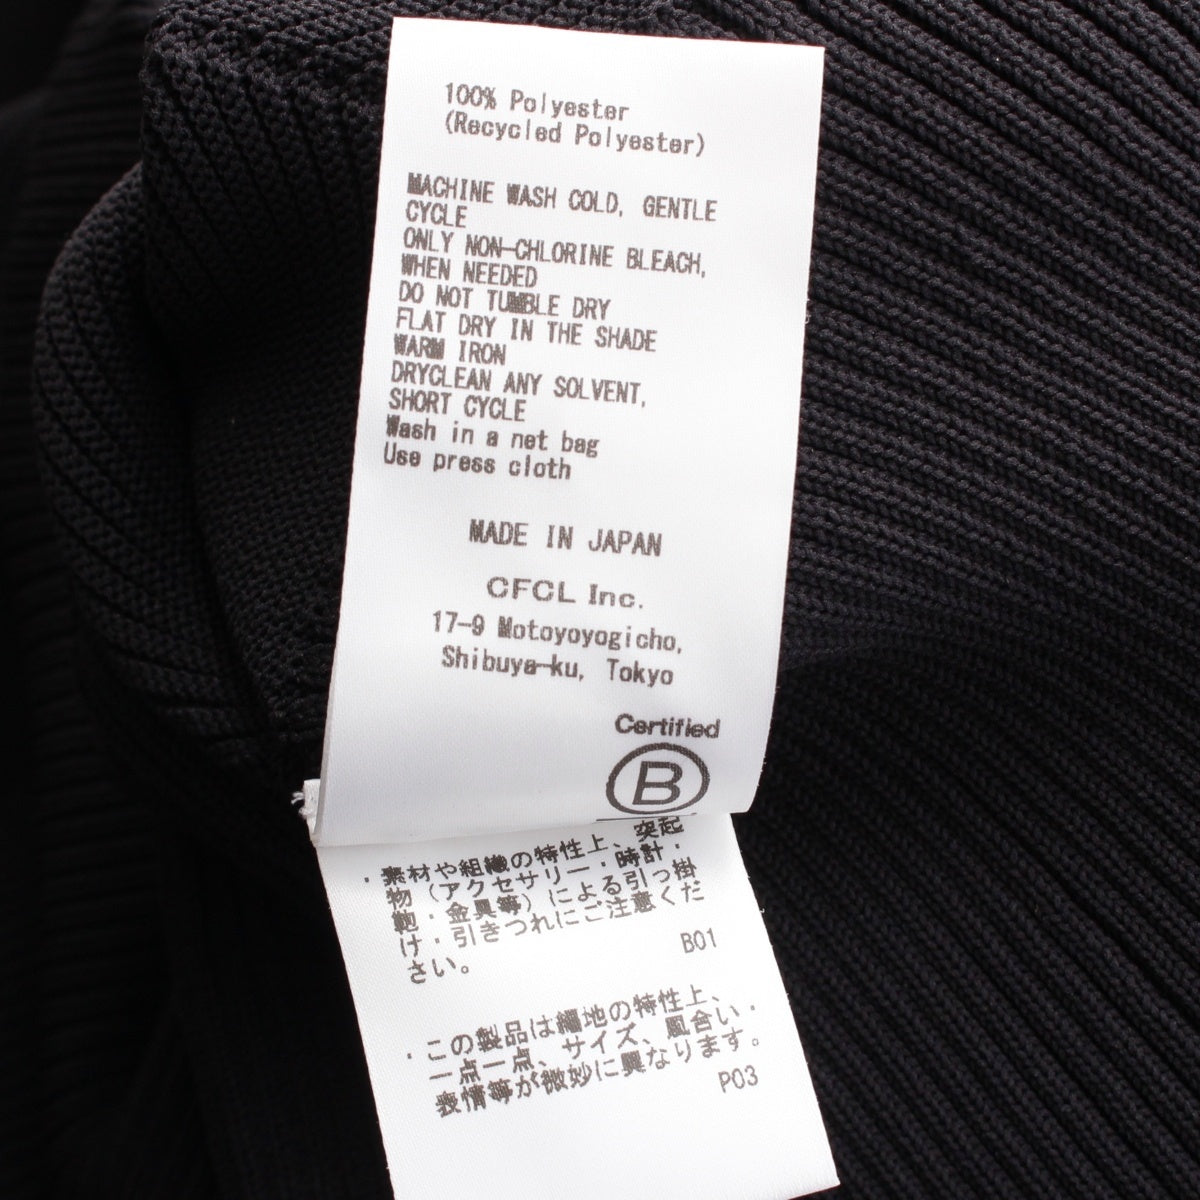 100% Polyester
(Recycled Polyester)
MACHINE WASH COLD, GENTLE
CYCLE
ONLY NON-CHLORINE BLEACH,
WHEN NEEDED
DO NOT TUMBLE DRY
FLAT DRY IN THE SHADE
WARM IRON
DRYCLEAN ANY SOLVENT,
SHORT CYCLE
Wash in a net bag
Use press cloth
MADE IN JAPAN
CFCL Inc.
17-9 Motoyoyogicho,
Shibuya-ku, Tokyo
Certified
B
・素材や組織の特性上、突起
物（アクセサリー・時計・
鞄・金具等）による引っ掛
け・引きつれにご注意くだ
さい。
B01
・この製品は編地の特性上、
一点一点、サイズ、風合い・
表情等が微妙に異なります。
P03